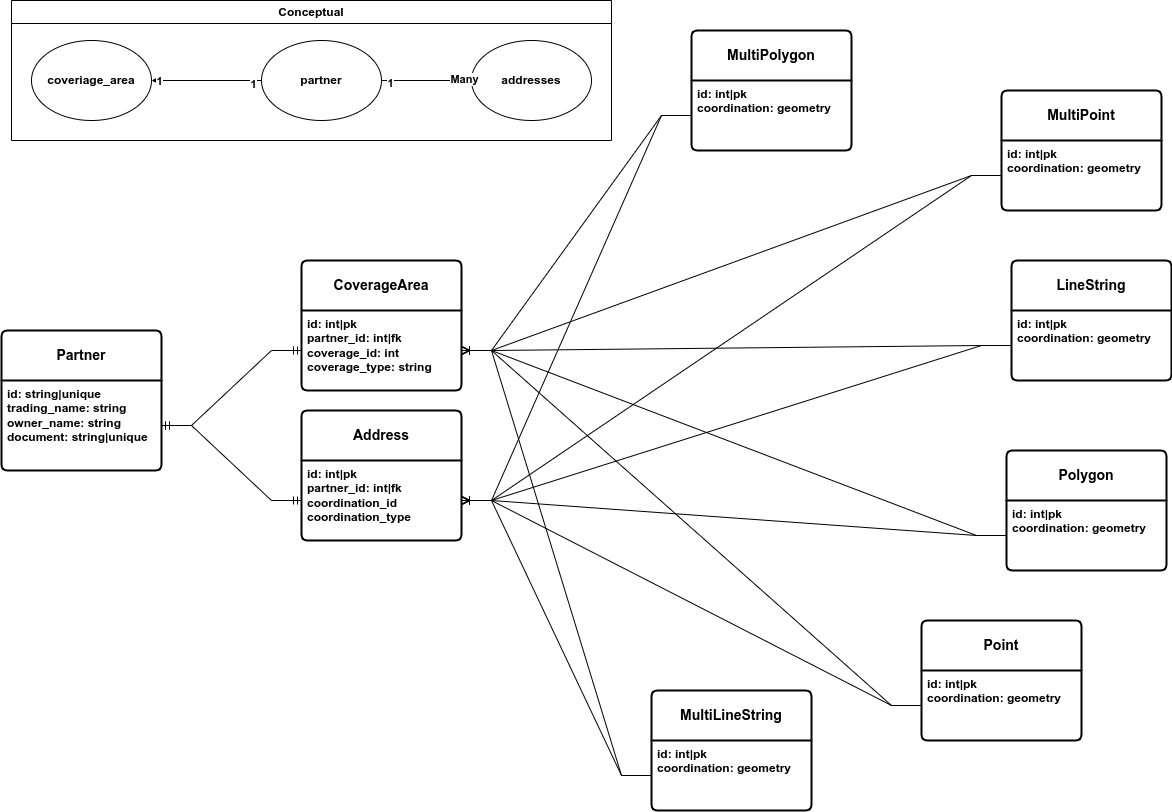 Conceptual
coveriage_area
1
1
partner
1
Many
addresses
MultiPolygon
id: int|pk
coordination: geometry
MultiPoint
id: int|pk
coordination: geometry
CoverageArea
id: int|pk
partner_id: int|fk
coverage_id: int
coverage_type: string
LineString
id: int|pk
coordination: geometry
Partner
id: string|unique
trading_name: string
owner_name: string
document: string|unique
Address
id: int|pk
partner_id: int|fk
coordination_id
coordination_type
Polygon
id: int|pk
coordination: geometry
Point
id: int|pk
coordination: geometry
MultiLineString
id: int|pk
coordination: geometry